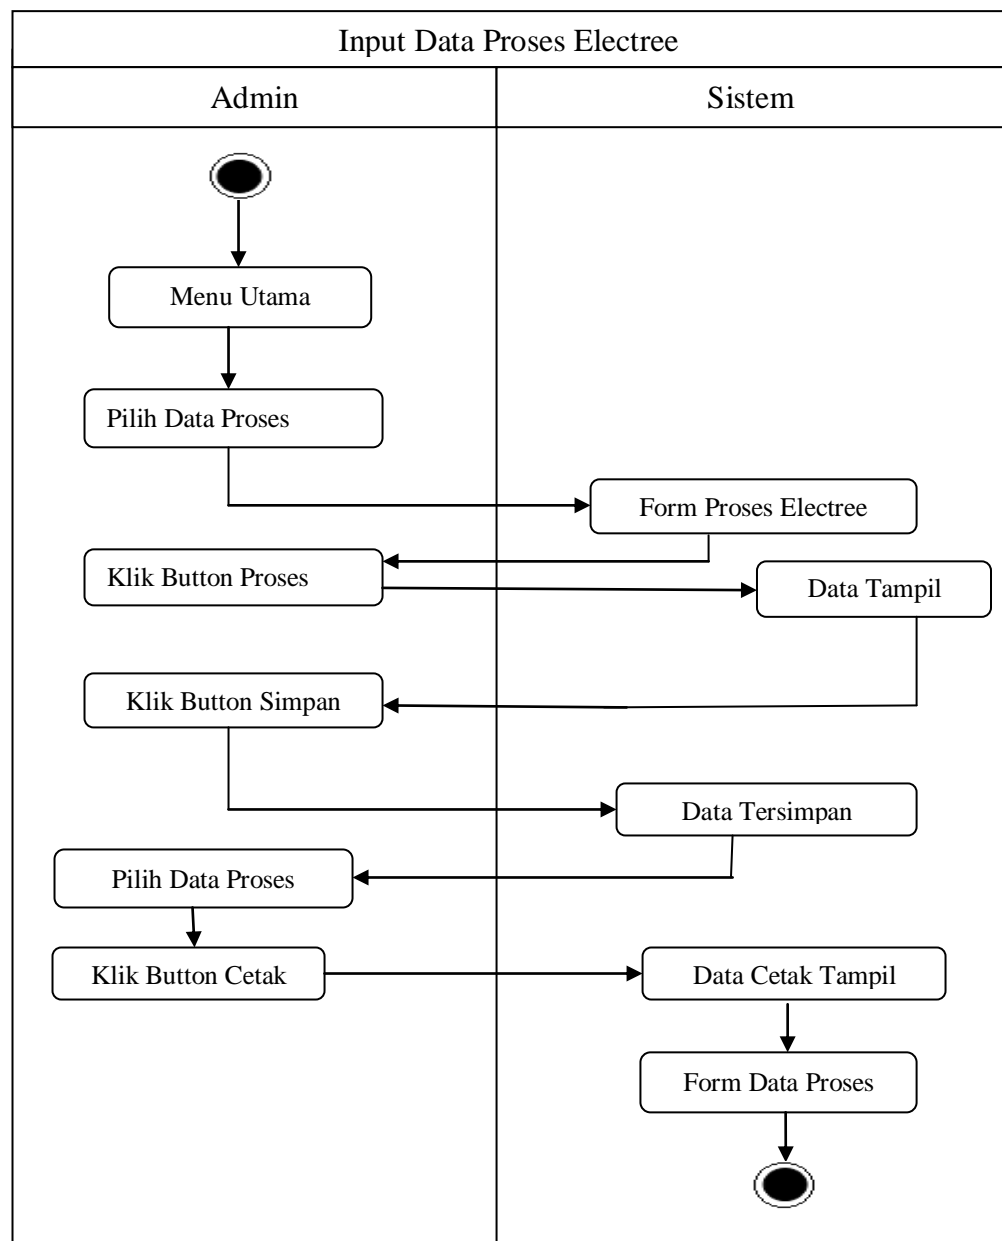 Input Data Proses Electree
Admin
Sistem
Menu Utama
Pilih Data Proses
Form Proses Electree
Klik Button Proses
Data Tampil
Klik Button Simpan
Data Tersimpan
Pilih Data Proses
Klik Button Cetak
Data Cetak Tampil
Form Data Proses